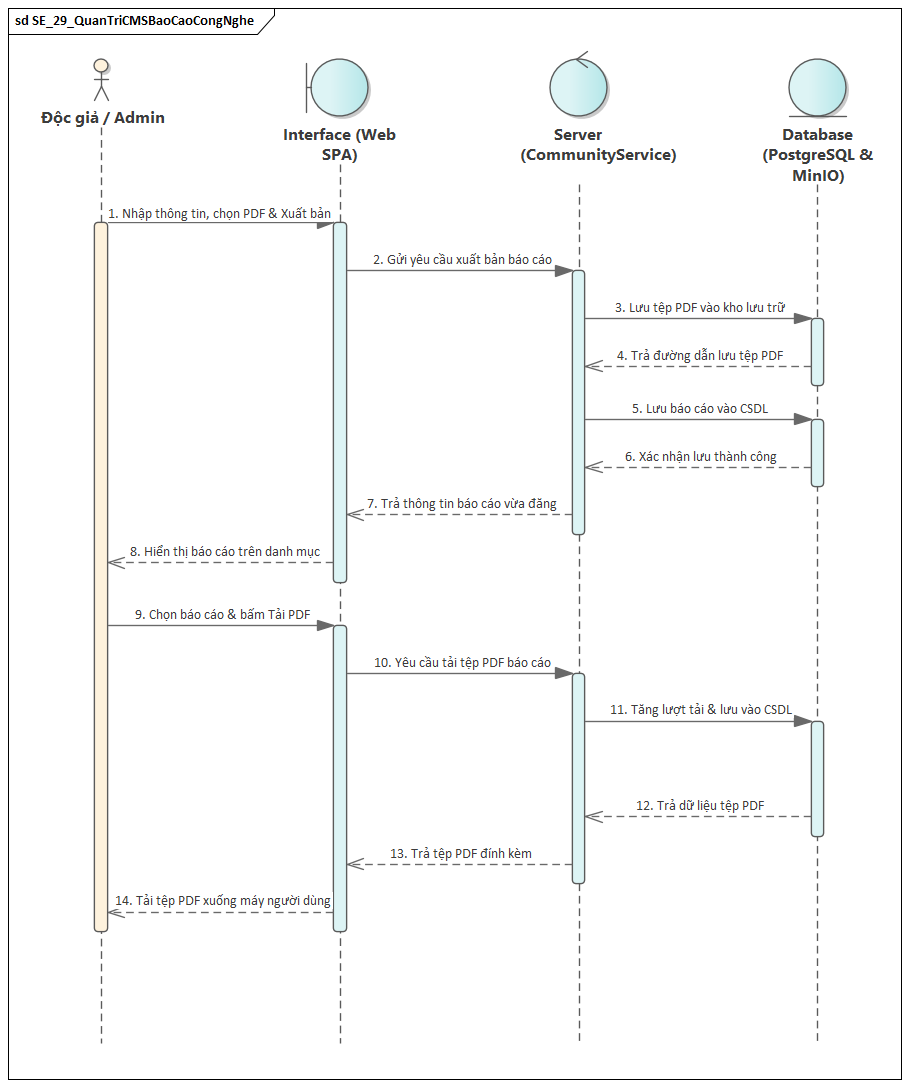 sd SE_29_QuanTriCMSBaoCaoCongNghe
Độc giả / Admin
Interface (Web
SPA)
Server
(CommunityService)
Database
(PostgreSQL &
MinIO)
1. Nhập thông tin, chọn PDF & Xuất bản
2. Gửi yêu cầu xuất bản báo cáo
3. Lưu tệp PDF vào kho lưu trữ
4. Trả đường dẫn lưu tệp PDF
5. Lưu báo cáo vào CSDL
6. Xác nhận lưu thành công
7. Trả thông tin báo cáo vừa đăng
8. Hiển thị báo cáo trên danh mục
9. Chọn báo cáo & bấm Tải PDF
10. Yêu cầu tải tệp PDF báo cáo
11. Tăng lượt tải & lưu vào CSDL
12. Trả dữ liệu tệp PDF
13. Trả tệp PDF đính kèm
14. Tải tệp PDF xuống máy người dùng